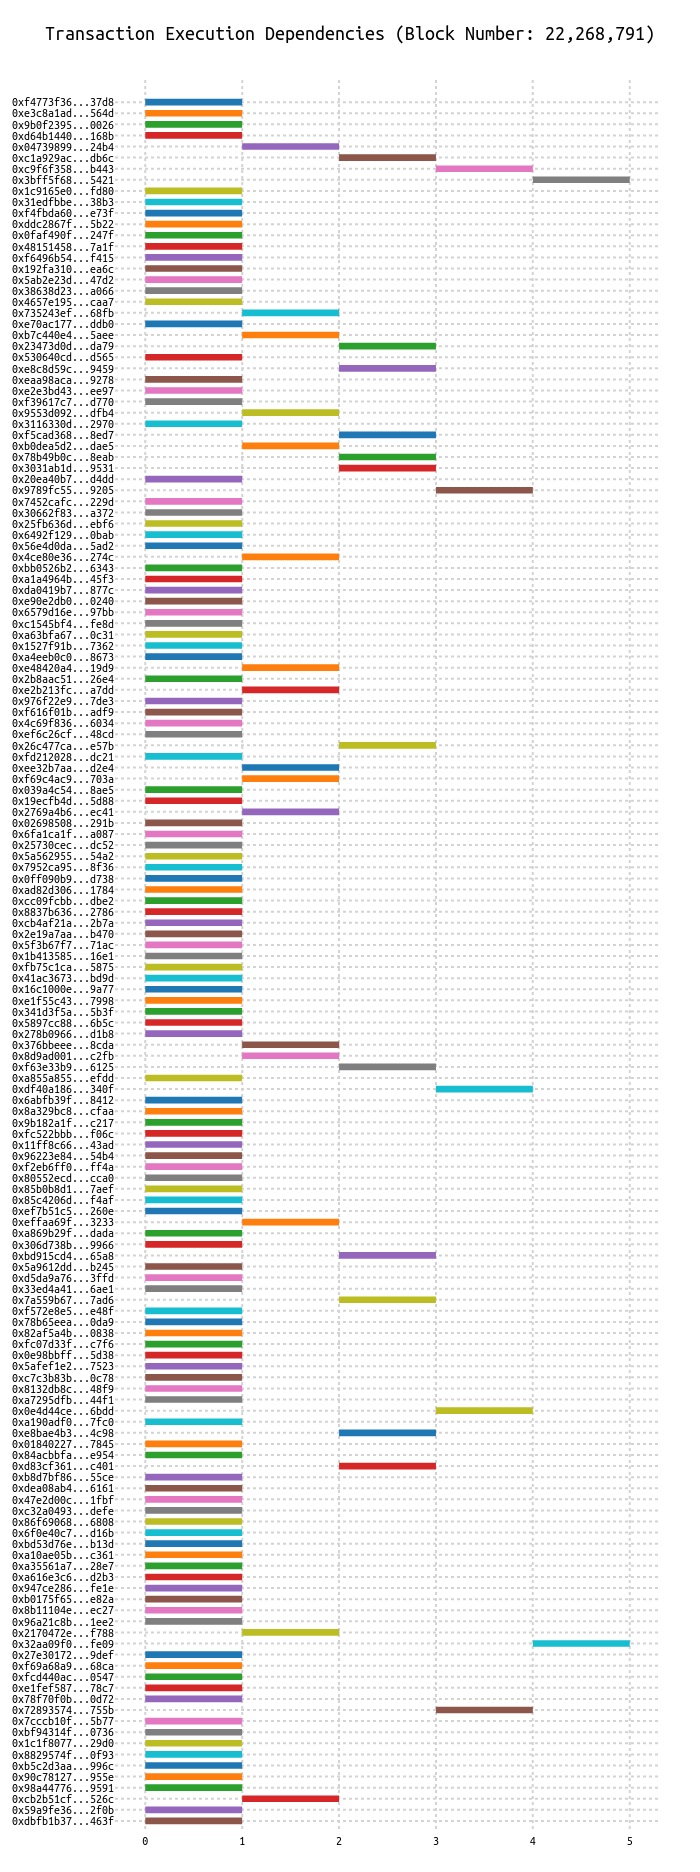 Transaction Execution Dependencies (Block Number: 22,268,791)
0xf4773f36...37d8
0xe3c8a1ad...564d
0x9b0f2395...0026
0xd64b1440...168b
0x04739899...24b4
0xc1a929ac...db6c
0xc9f6f358...b443
0x3bff5f68...5421
0x1c9165e0...fd80
0x31edfbbe...38b3
0xf4fbda60...e73f
0xddc2867f...5b22
0x0faf490f...247f
0x48151458...7a1f
0xf6496b54...f415
0x192fa310...ea6c
0x5ab2e23d...47d2
0x38638d23...a066
0x4657e195...caa7
0x735243ef...68fb
0xe70ac177...ddb0
0xb7c440e4...5aee
0x23473d0d...da79
0x530640cd...d565
0xe8c8d59c...9459
0xeaa98aca...9278
0xe2e3bd43...ee97
0xf39617c7...d770
0x9553d092...dfb4
0x3116330d...2970
0xf5cad368...8ed7
0xb0dea5d2...dae5
0x78b49b0c...8eab
0x3031ab1d...9531
0x20ea40b7...d4dd
0x9789fc55...9205
0x7452cafc...229d
0x30662f83...a372
0x25fb636d...ebf6
0x6492f129...0bab
0x56e4d0da...5ad2
0x4ce80e36...274c
0xbb0526b2...6343
0xa1a4964b...45f3
0xda0419b7...877c
0xe90e2db0...0240
0x6579d16e...97bb
0xc1545bf4...fe8d
0xa63bfa67...0c31
0x1527f91b...7362
0xa4eeb0c0...8673
0xe48420a4...19d9
0x2b8aac51...26e4
0xe2b213fc...a7dd
0x976f22e9...7de3
0xf616f01b...adf9
0x4c69f836...6034
0xef6c26cf...48cd
0x26c477ca...e57b
0xfd212028...dc21
0xee32b7aa...d2e4
0xf69c4ac9...703a
0x039a4c54...8ae5
0x19ecfb4d...5d88
0x2769a4b6...ec41
0x02698508...291b
0x6fa1ca1f...a087
0x25730cec...dc52
0x5a562955...54a2
0x7952ca95...8f36
0x0ff090b9...d738
0xad82d306...1784
0xcc09fcbb...dbe2
0x8837b636...2786
0xcb4af21a...2b7a
0x2e19a7aa...b470
0x5f3b67f7...71ac
0x1b413585...16e1
0xfb75c1ca...5875
0x41ac3673...bd9d
0x16c1000e...9a77
0xe1f55c43...7998
0x341d3f5a...5b3f
0x5897cc88...6b5c
0x278b0966...d1b8
0x376bbeee...8cda
0x8d9ad001...c2fb
0xf63e33b9...6125
0xa855a855...efdd
0xdf40a186...340f
0x6abfb39f...8412
0x8a329bc8...cfaa
0x9b182a1f...c217
0xfc522bbb...f06c
0x11ff8c66...43ad
0x96223e84...54b4
0xf2eb6ff0...ff4a
0x80552ecd...cca0
0x85b0b8d1...7aef
0x85c4206d...f4af
0xef7b51c5...260e
0xeffaa69f...3233
0xa869b29f...dada
0x306d738b...9966
0xbd915cd4...65a8
0x5a9612dd...b245
0xd5da9a76...3ffd
0x33ed4a41...6ae1
0x7a559b67...7ad6
0xf572e8e5...e48f
0x78b65eea...0da9
0x82af5a4b...0838
0xfc07d33f...c7f6
0x0e98bbff...5d38
0x5afef1e2...7523
0xc7c3b83b...0c78
0x8132db8c...48f9
0xa7295dfb...44f1
0x0e4d44ce...6bdd
0xa190adf0...7fc0
0xe8bae4b3...4c98
0x01840227...7845
0x84acbbfa...e954
0xd83cf361...c401
0xb8d7bf86...55ce
0xdea08ab4...6161
0x47e2d00c...1fbf
0xc32a0493...defe
0x86f69068...6808
0x6f0e40c7...d16b
0xbd53d76e...b13d
0xa10ae05b...c361
0xa35561a7...28e7
0xa616e3c6...d2b3
0x947ce286...fe1e
0xb0175f65...e82a
0x8b11104e...ec27
0x96a21c8b...1ee2
0x2170472e...f788
0x32aa09f0...fe09
0x27e30172...9def
0xf69a68a9...68ca
0xfcd440ac...0547
0xe1fef587...78c7
0x78f70f0b...0d72
0x72893574...755b
0x7cccb10f...5b77
0xbf94314f...0736
0x1c1f8077...29d0
0x8829574f...0f93
0xb5c2d3aa...996c
0x90c78127...955e
0x98a44776...9591
0xcb2b51cf...526c
0x59a9fe36...2f0b
0xdbfb1b37...463f
0 1 2 3 4 5